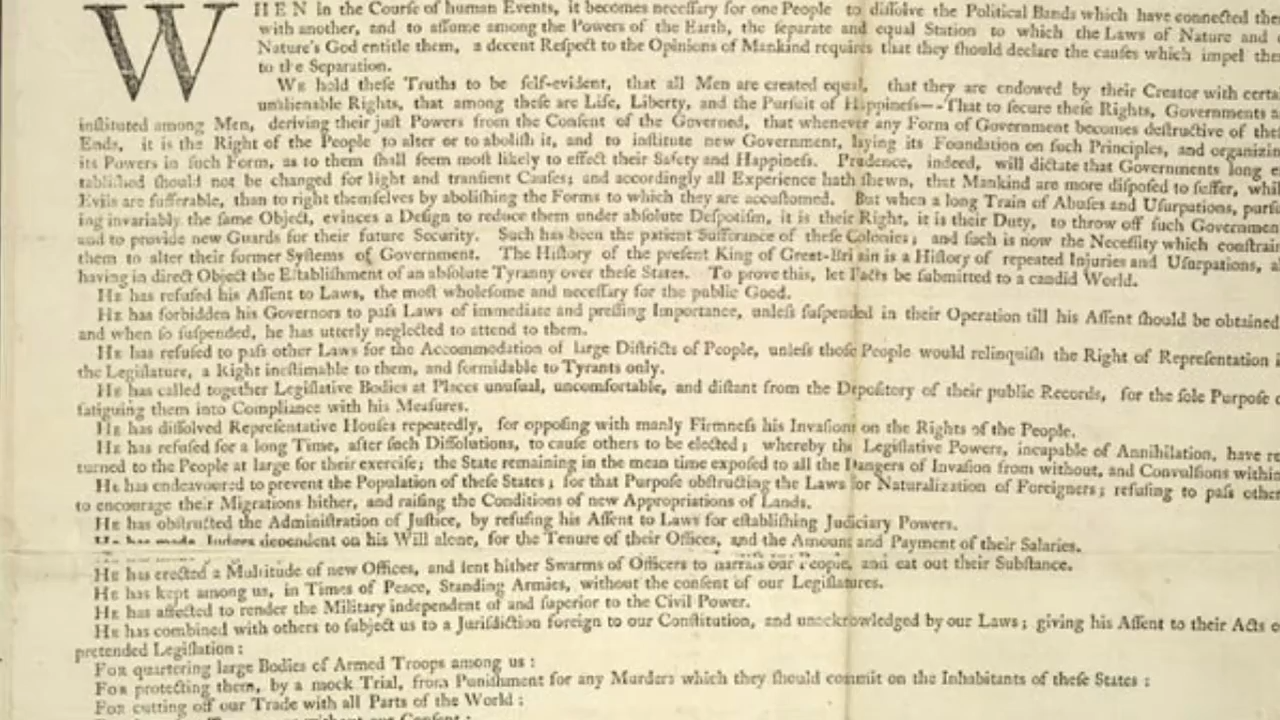 WHEN in the Courſe of human Events, it becomes neceſſary for one People to diſſolve the Political Bands which have connected the
with another, and to aſſume among the Powers of the Earth, the ſeparate and equal Station to which the Laws of Nature and
Nature's God entitle them, a decent Reſpect to the Opinions of Mankind requires that they ſhould declare the cauſes which impel the
to the Separation.
WE hold theſe Truths to be ſelf-evident, that all Men are created equal, that they are endowed by their Creator with certa
unalienable Rights, that among theſe are Life, Liberty, and the Purſuit of Happineſs—-That to ſecure theſe Rights, Governments a
inſtituted among Men, deriving their juſt Powers from the Conſent of the Governed, that whenever any Form of Government becomes deſtructive of the
Ends, it is the Right of the People to alter or to aboliſh it, and to inſtitute new Government, laying its Foundation on ſuch Principles, and organizin
its Powers in ſuch Form, as to them ſhall ſeem moſt likely to effect their Safety and Happineſs. Prudence, indeed, will dictate that Governments long e
tabliſhed ſhould not be changed for light and tranſient Cauſes; and accordingly all Experience hath ſhewn, that Mankind are more diſpoſed to ſuffer, whil
Evils are ſufferable, than to right themſelves by aboliſhing the Forms to which they are accuſtomed. But when a long Train of Abuſes and Uſurpations, purſu
ing invariably the ſame Object, evinces a Deſign to reduce them under abſolute Deſpotiſm, it is their Right, it is their Duty, to throw off ſuch Governmen
and to provide new Guards for their future Security. Such has been the patient Sufferance of theſe Colonies; and ſuch is now the Neceſſity which conſtrain
them to alter their former Syſtems of Government. The Hiſtory of the preſent King of Great-Britain is a Hiſtory of repeated Injuries and Uſurpations, a
having in direct Object the Eſtabliſhment of an abſolute Tyranny over theſe States. To prove this, let Facts be ſubmitted to a candid World.
HE has refuſed his Aſſent to Laws, the moſt wholeſome and neceſſary for the public Good.
HE has forbidden his Governors to paſs Laws of immediate and preſſing Importance, unleſs ſuſpended in their Operation till his Aſſent ſhould be obtained
and when ſo ſuſpended, he has utterly neglected to attend to them.
HE has refuſed to paſs other Laws for the Accommodation of large Diſtricts of People, unleſs thoſe People would relinquiſh the Right of Repreſentation i
the Legiſlature, a Right ineſtimable to them, and formidable to Tyrants only.
HE has called together Legiſlative Bodies at Places unuſual, uncomfortable, and diſtant from the Depoſitory of their public Records, for the ſole Purpoſe o
fatiguing them into Compliance with his Meaſures.
HE has diſſolved Repreſentative Houſes repeatedly, for oppoſing with manly Firmneſs his Invaſions on the Rights of the People.
HE has refuſed for a long Time, after ſuch Diſſolutions, to cauſe others to be elected; whereby the Legiſlative Powers, incapable of Annihilation, have re
turned to the People at large for their exerciſe; the State remaining in the mean time expoſed to all the Dangers of Invaſion from without, and Convulſions within
HE has endeavoured to prevent the Population of theſe States; for that Purpoſe obſtructing the Laws for Naturalization of Foreigners; refuſing to paſs other
to encourage their Migrations hither, and raiſing the Conditions of new Appropriations of Lands.
HE has obſtructed the Adminiſtration of Juſtice, by refuſing his Aſſent to Laws for eſtabliſhing Judiciary Powers.
HE has made Judges dependent on his Will alone, for the Tenure of their Offices, and the Amount and Payment of their Salaries.
HE has erected a Multitude of new Offices, and ſent hither Swarms of Officers to harraſs our People, and eat out their Subſtance.
HE has kept among us, in Times of Peace, Standing Armies, without the conſent of our Legiſlatures.
HE has affected to render the Military independent of and ſuperior to the Civil Power.
HE has combined with others to ſubject us to a Juriſdiction foreign to our Conſtitution, and unacknowledged by our Laws; giving his Aſſent to their Acts o
pretended Legiſlation:
FOR quartering large Bodies of Armed Troops among us:
FOR protecting them, by a mock Trial, from Puniſhment for any Murders which they ſhould commit on the Inhabitants of theſe States:
FOR cutting off our Trade with all Parts of the World:
without our Conſent: